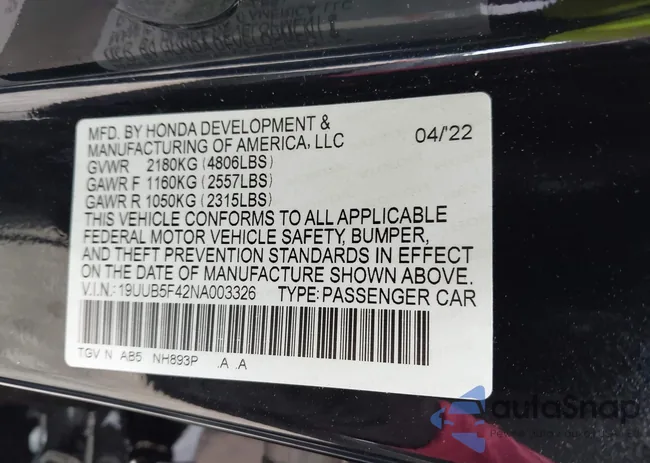 MFD. BY HONDA DEVELOPMENT &
MANUFACTURING OF AMERICA, LLC 04/22
GVWR 2180KG (4806LBS)
GAWR F 1160KG (2557LBS)
GAWR R 1050KG (2315LBS)
THIS VEHICLE CONFORMS TO ALL APPLICABLE
FEDERAL MOTOR VEHICLE SAFETY, BUMPER,
AND THEFT PREVENTION STANDARDS IN EFFECT
ON THE DATE OF MANUFACTURE SHOWN ABOVE.
V.I.N.:19UUB5F42NA003326 TYPE:PASSENGER CAR
TGV N AB5 NH893P .A .A
autoSnap